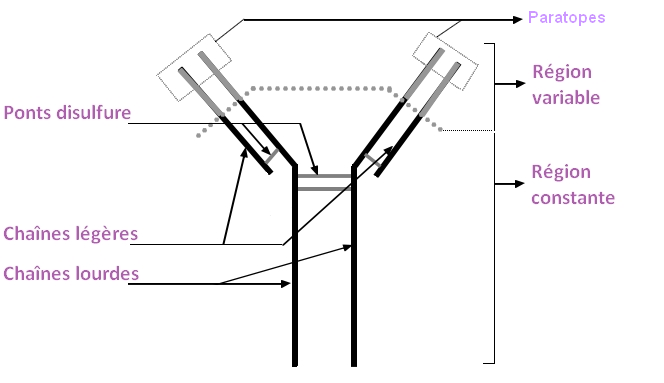 Paratopes
Région
variable
Ponts disulfure
Région
constante
Chaînes légères
Chaînes lourdes